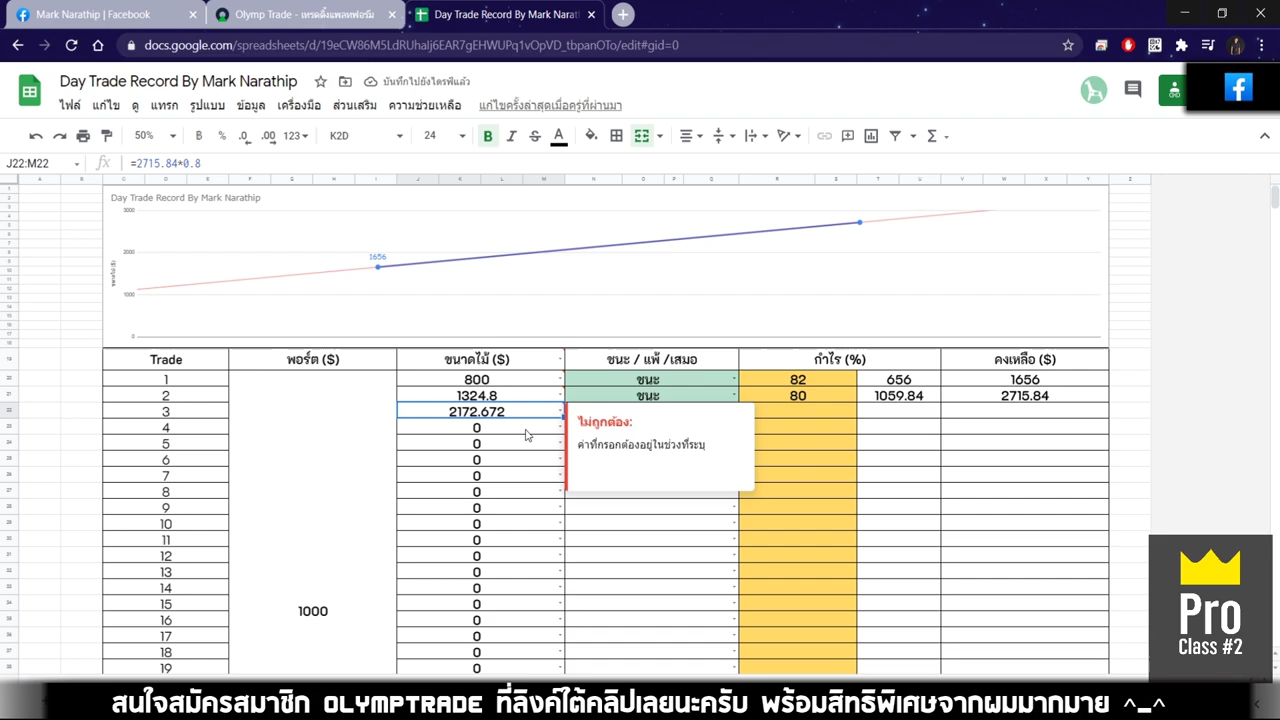 Mark Narathip | Facebook
Olymp Trade - เทรดดิ้งแพลทฟอร์ม
Day Trade Record By Mark Narat
docs.google.com/spreadsheets/d/19eCW86M5LdRUhaIj6EAR7gEHWUPq1vOpVD_tbpanOTo/edit#gid=0
Day Trade Record By Mark Narathip
บันทึกไปยังไดรฟ์แล้ว
ไฟล์ แก้ไข ดู แทรก รูปแบบ ข้อมูล เครื่องมือ ส่วนเสริม ความช่วยเหลือ แก้ไขครั้งล่าสุดเมื่อครู่ที่ผ่านมา
50% ฿ % .0 .00 123 K2D 24 B I S A
J22:M22 fx =2715.84*0.8
Day Trade Record By Mark Narathip
3000
1656
2000
1000
0
Trade พอร์ต ($) ขนาดไม้ ($) ชนะ / แพ้ /เสมอ กำไร (%) คงเหลือ ($)
1 800 ชนะ 82 656 1656
2 1324.8 ชนะ 80 1059.84 2715.84
3 2172.672
ไม่ถูกต้อง:
4 0
ค่าที่กรอกต้องอยู่ในช่วงที่ระบุ
5 0
6 0
7 0
8 0
9 0
10 0
11 0
12 0
13 0
14 0
15 0
1000
16 0
17 0
18 0
19 0
Pro
Class #2
สนใจสมัครสมาชิก OLYMPTRADE ที่ลิงค์ใต้คลิปเลยนะครับ พร้อมสิทธิพิเศษจากผมมากมาย ^_^